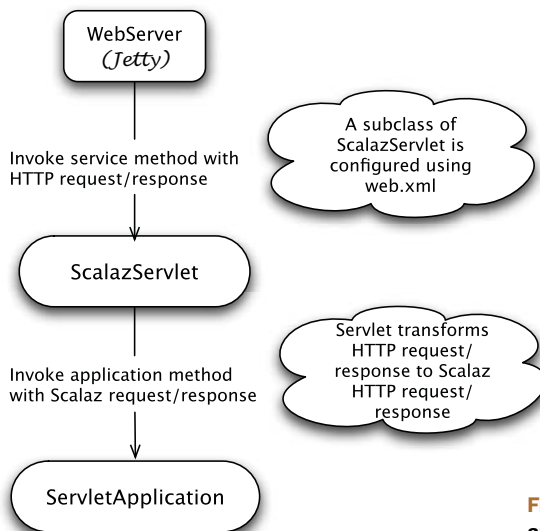 WebServer
(Jetty)
A subclass of
ScalazServlet is
configured using
web.xml
Invoke service method with
HTTP request/response
ScalazServlet
Servlet transforms
HTTP request/
response to Scalaz
HTTP request/
response
Invoke application method
with Scalaz request/response
ServletApplication